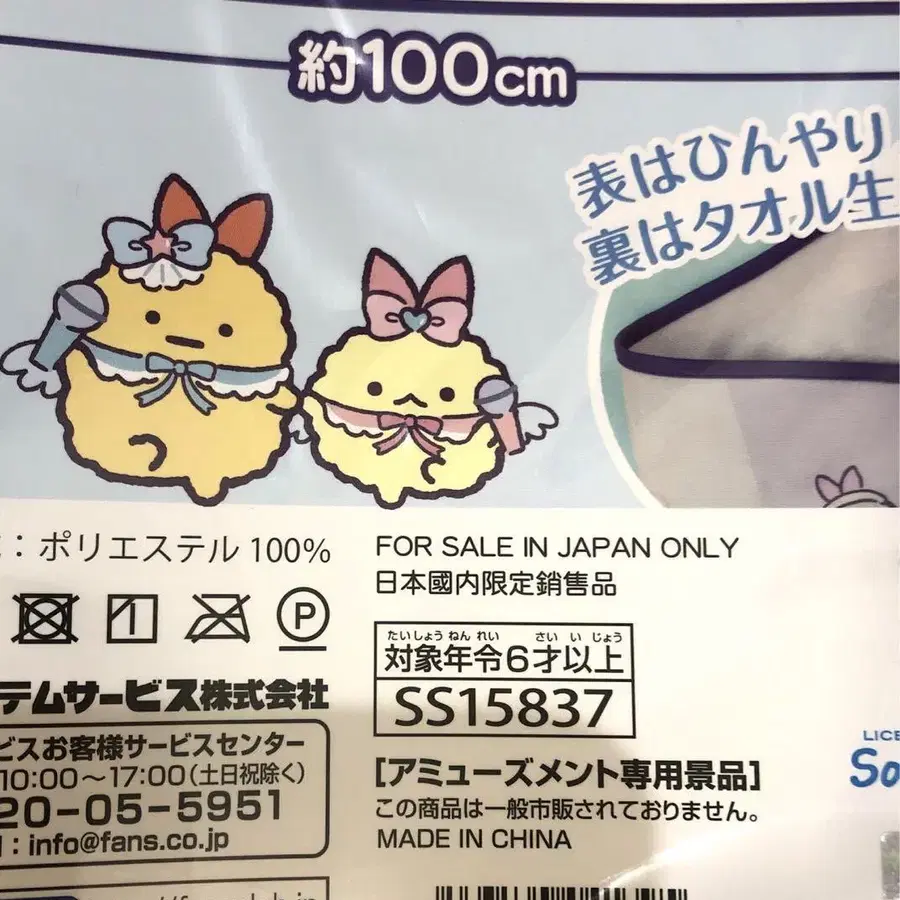 約100cm
表はひんやり
裏はタオル生
：ポリエステル 100%
FOR SALE IN JAPAN ONLY
日本國內限定銷售品
P
たいしょう ねん れい さい い じょう
対象年令6才以上
SS15837
テムサービス株式会社
ビスお客様サービスセンター
10:00～17:00(土日祝除く)
20-05-5951
: info@fans.co.jp
[アミューズメント専用景品]
この商品は一般市販されておりません。
MADE IN CHINA
LICE
So